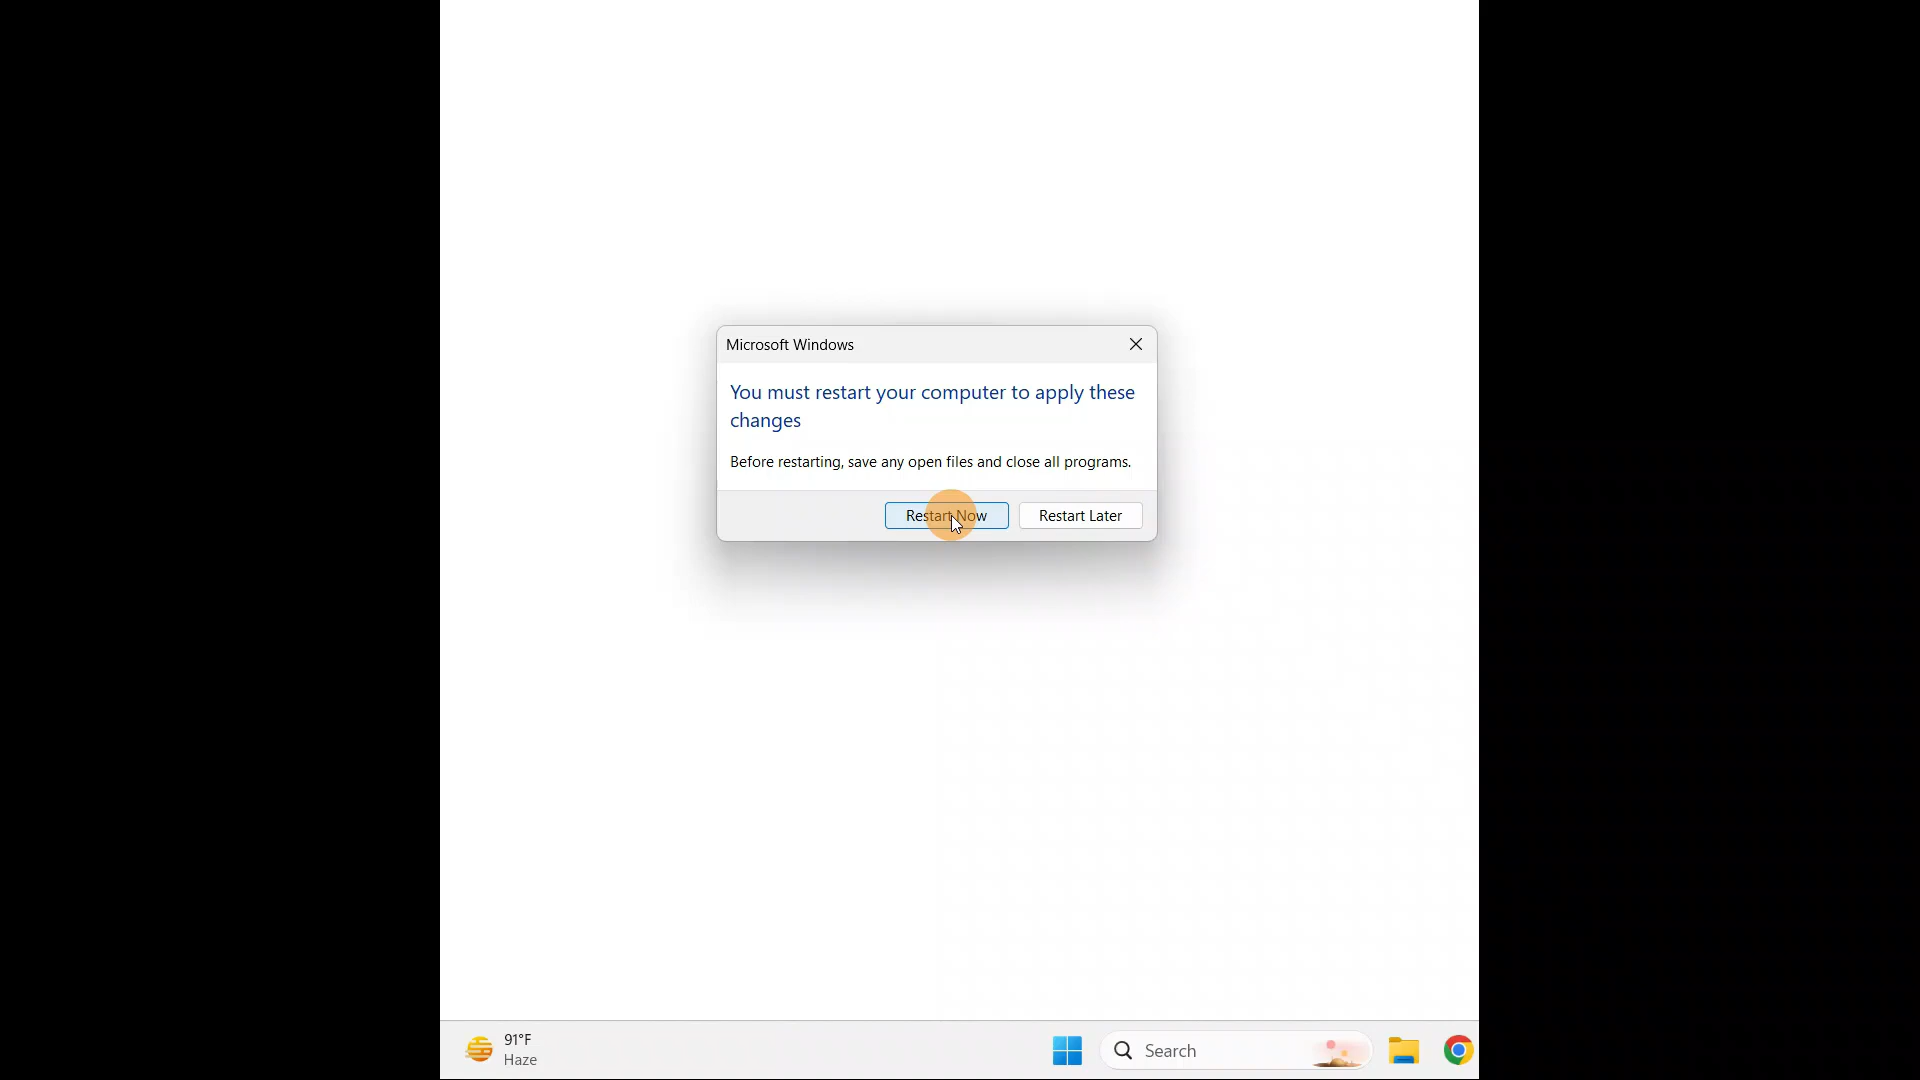 Microsoft Windows
You must restart your computer to apply these
changes
Before restarting, save any open files and close all programs.
Restart Now
Restart Later
91°F
Haze
Search